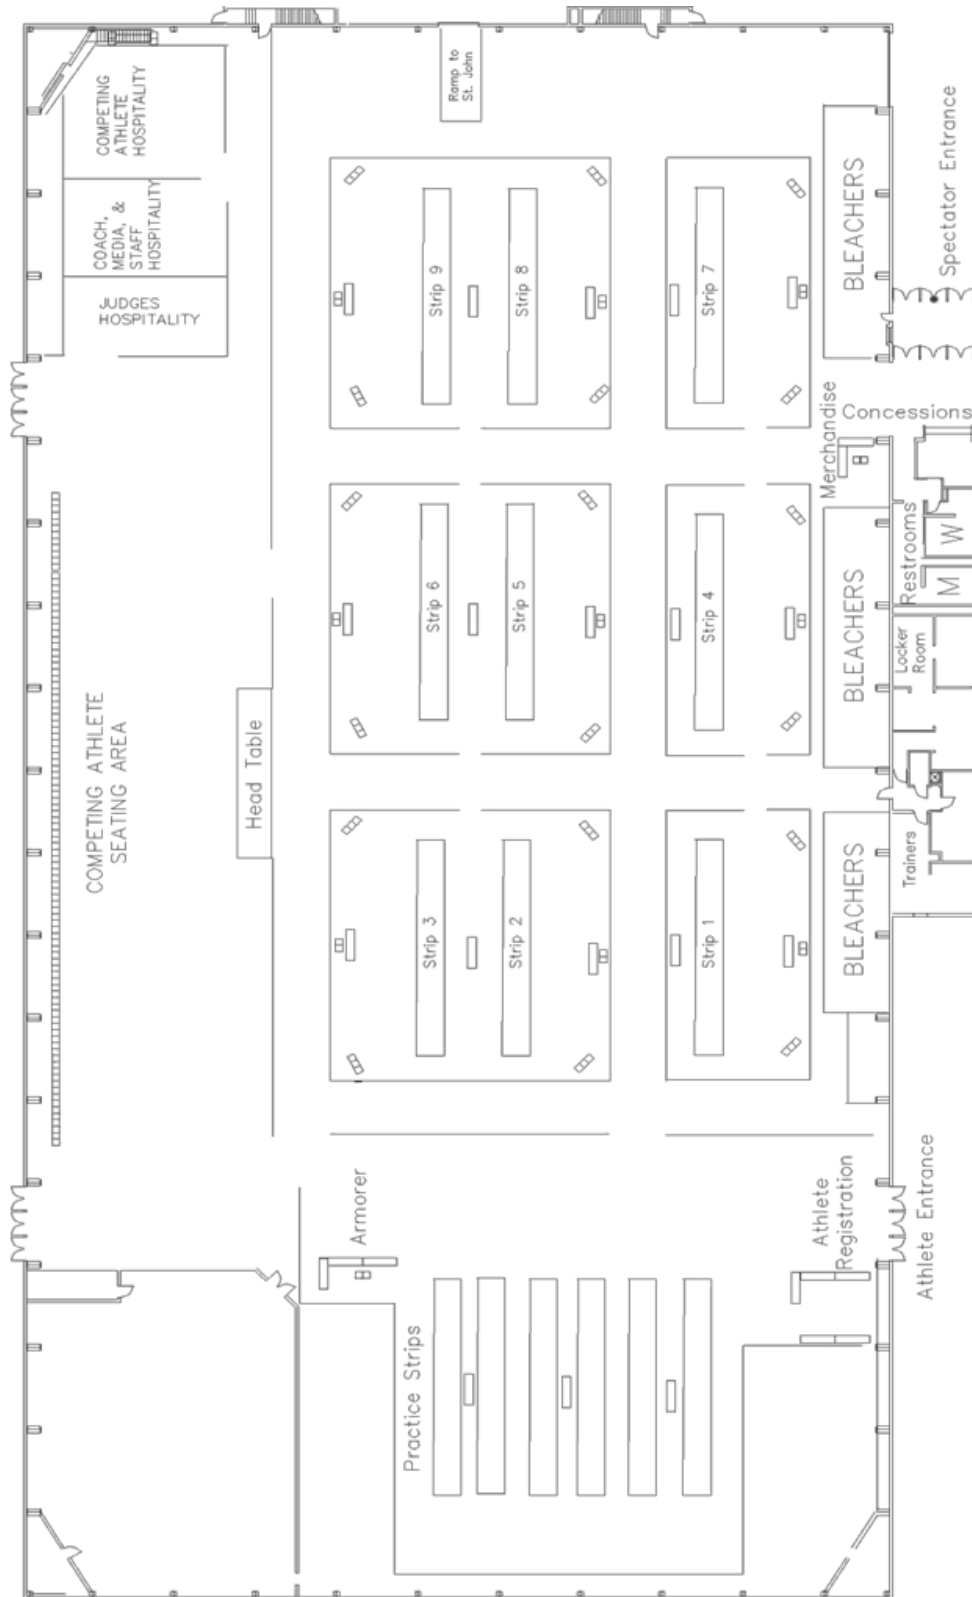 Ramp to
St. John
COMPETING
ATHLETE
HOSPITALITY
COACH,
MEDIA, &
STAFF
HOSPITALITY
JUDGES
HOSPITALITY
Strip 9
Strip 8
Strip 7
BLEACHERS
Spectator Entrance
Merchandise
Concessions
Restrooms
M
W
Strip 6
Strip 5
Strip 4
BLEACHERS
Locker
Room
COMPETING ATHLETE
SEATING AREA
Head Table
Strip 3
Strip 2
Strip 1
BLEACHERS
Trainers
Armorer
Athlete
Registration
Athlete Entrance
Practice Strips